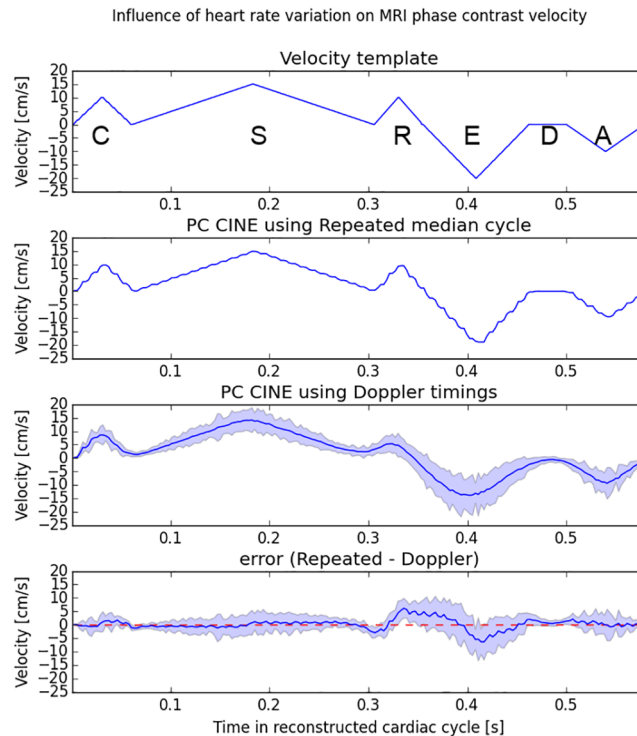 Influence of heart rate variation on MRI phase contrast velocity
Velocity template
Velocity [cm/s]
20
15
10
5
0
−5
−10
−15
−20
−25
C S R E D A
0.1 0.2 0.3 0.4 0.5
PC CINE using Repeated median cycle
Velocity [cm/s]
20
15
10
5
0
−5
−10
−15
−20
−25
0.1 0.2 0.3 0.4 0.5
PC CINE using Doppler timings
Velocity [cm/s]
20
15
10
5
0
−5
−10
−15
−20
−25
0.1 0.2 0.3 0.4 0.5
error (Repeated - Doppler)
Velocity [cm/s]
20
15
10
5
0
−5
−10
−15
−20
−25
0.1 0.2 0.3 0.4 0.5
Time in reconstructed cardiac cycle [s]